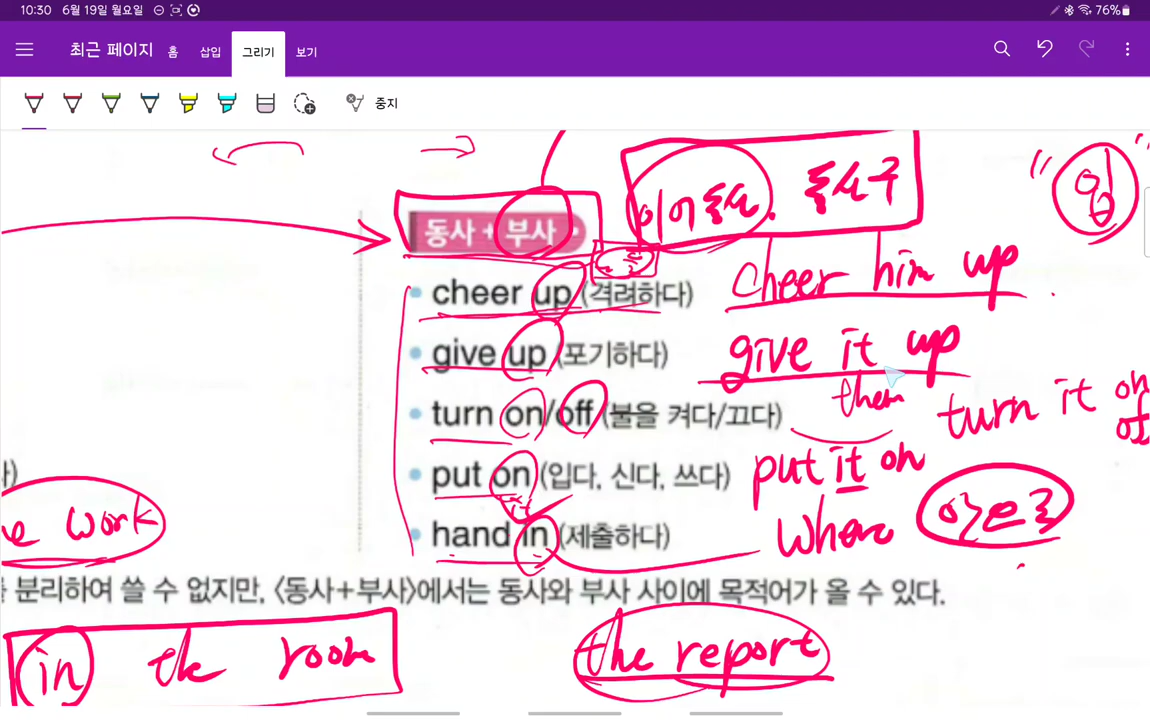 10:30 6월 19일 월요일 76%
최근 페이지 홈 삽입 그리기 보기
중지
이어동사. 동사구
동사 + 부사
cheer up (격려하다) cheer him up
give up (포기하다) give it up
them
turn on/off (불을 켜다/끄다) turn it on
put on (입다, 신다, 쓰다) put it on
it
work
hand in (제출하다) where
분리하여 쓸 수 없지만, 〈동사+부사〉에서는 동사와 부사 사이에 목적어가 올 수 있다.
in the room the report